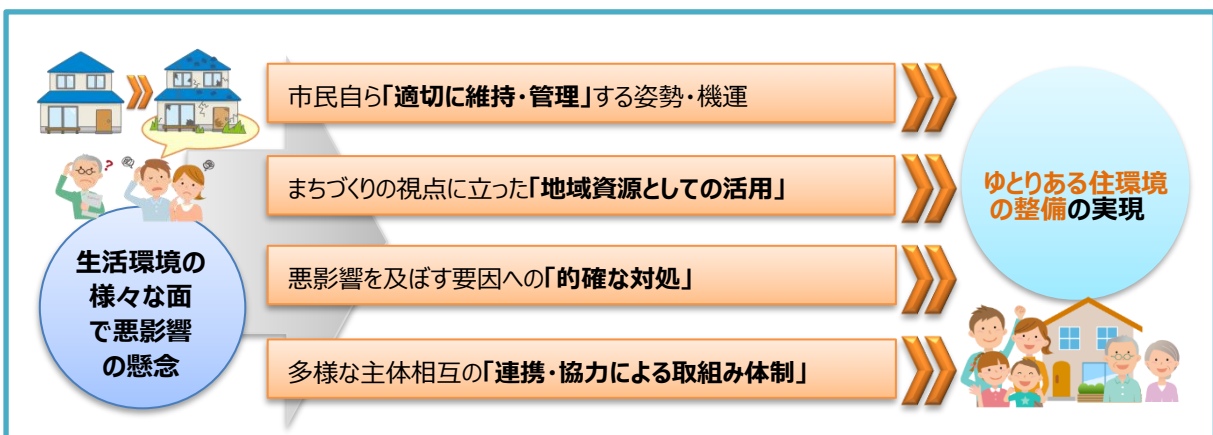 市民自ら「適切に維持・管理」する姿勢・機運
まちづくりの視点に立った「地域資源としての活用」
悪影響を及ぼす要因への「的確な対処」
多様な主体相互の「連携・協力による取組み体制」
生活環境の
様々な面
で悪影響
の懸念
ゆとりある住環境
の整備の実現
?